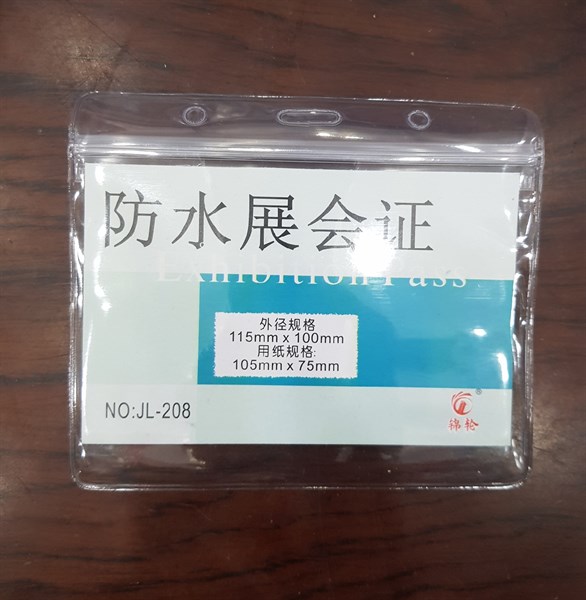 防水展会证
Exhibition Pass
外径规格
115mm x 100mm
用纸规格:
105mm x 75mm
NO:JL-208
®
锦轮